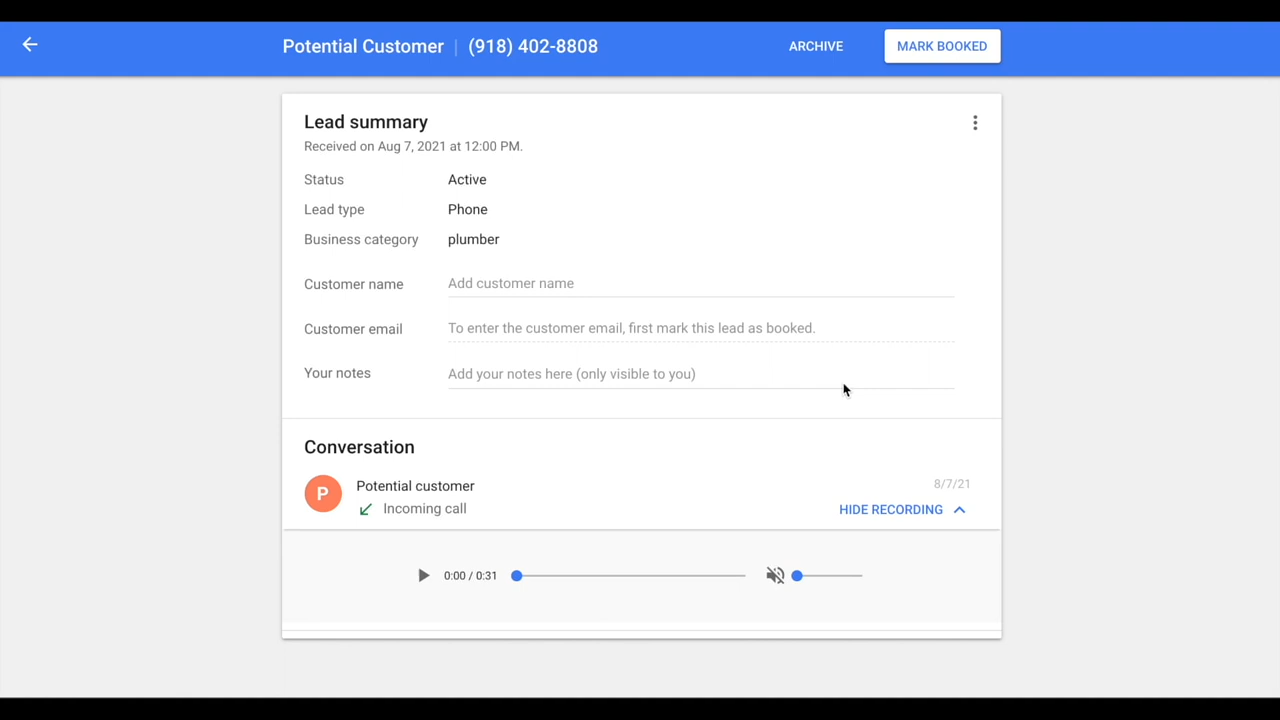 Potential Customer | (918) 402-8808
ARCHIVE
MARK BOOKED
Lead summary
Received on Aug 7, 2021 at 12:00 PM.
Status Active
Lead type Phone
Business category plumber
Customer name Add customer name
Customer email To enter the customer email, first mark this lead as booked.
Your notes Add your notes here (only visible to you)
Conversation
P
Potential customer
8/7/21
Incoming call
HIDE RECORDING
0:00 / 0:31